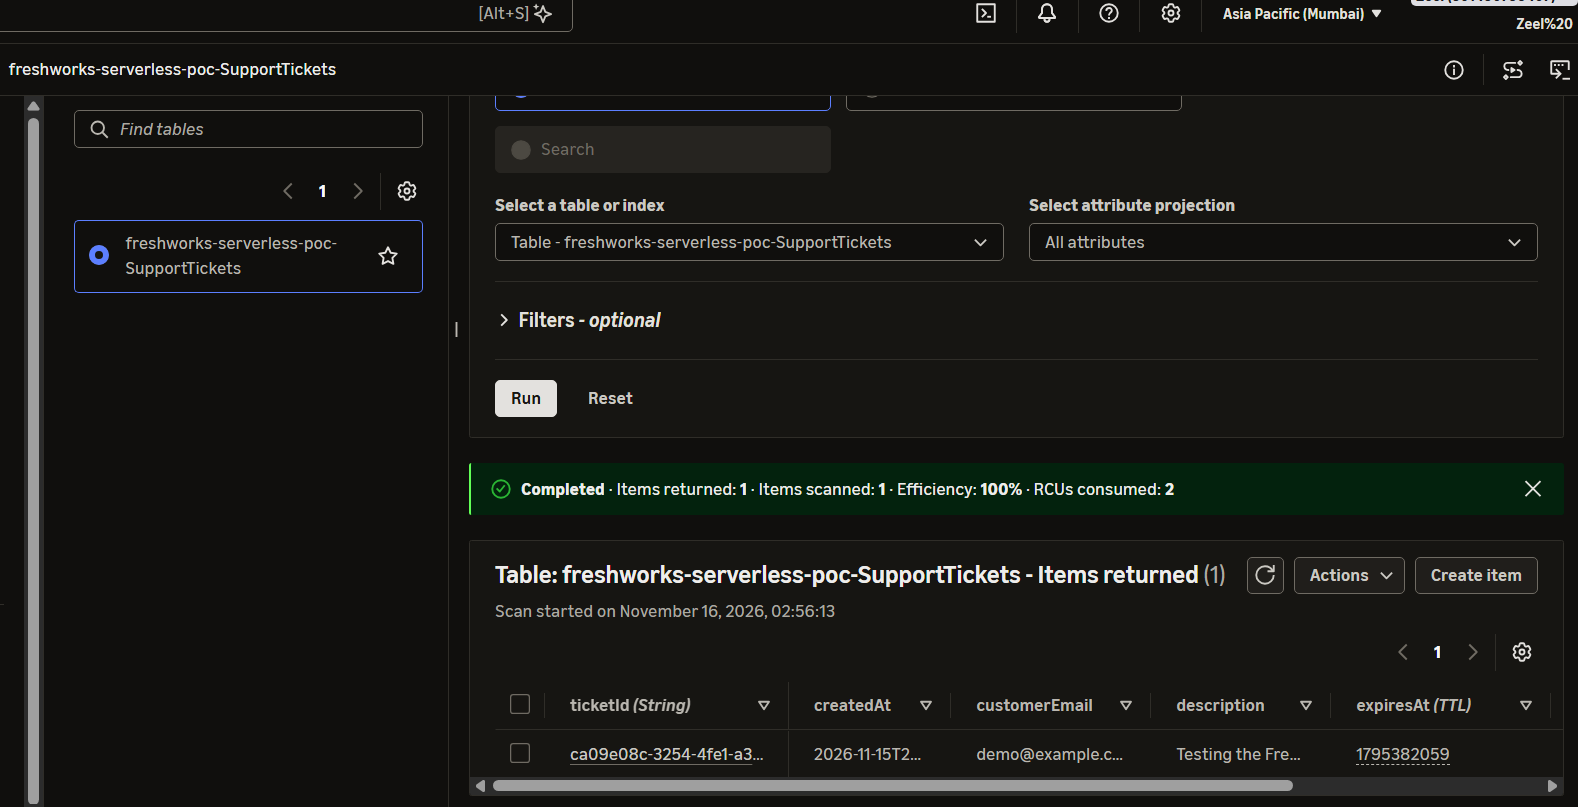 [Alt+S]
Asia Pacific (Mumbai)
Zeel%20
freshworks-serverless-poc-SupportTickets
Find tables
1
freshworks-serverless-poc-
SupportTickets
Search
Select a table or index
Select attribute projection
Table - freshworks-serverless-poc-SupportTickets
All attributes
Filters - optional
Run
Reset
Completed · Items returned: 1 · Items scanned: 1 · Efficiency: 100% · RCUs consumed: 2
Table: freshworks-serverless-poc-SupportTickets - Items returned (1)
Actions
Create item
Scan started on November 16, 2026, 02:56:13
1
ticketId (String)
createdAt
customerEmail
description
expiresAt (TTL)
ca09e08c-3254-4fe1-a3...
2026-11-15T2...
demo@example.c...
Testing the Fre...
1795382059